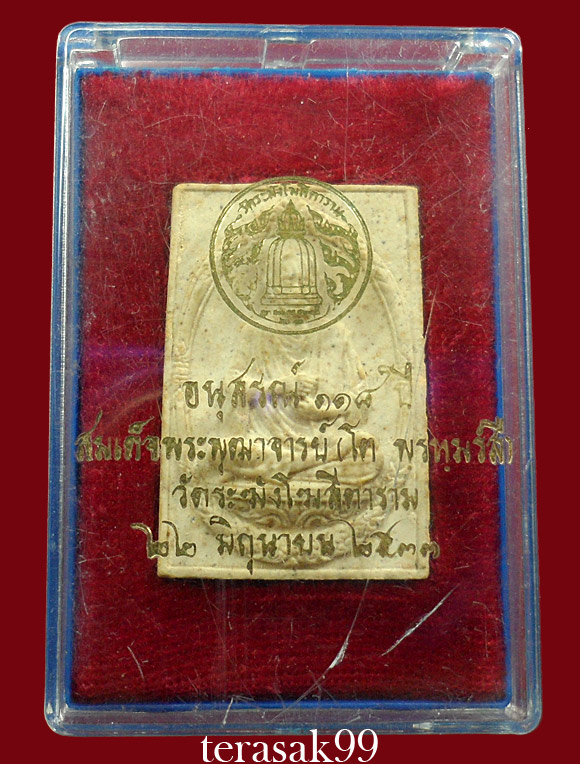 วัดระฆังโฆสิตาราม
อนุสรณ์ ๑๑๘ ปี
สมเด็จพระพุฒาจารย์ (โต พรหฺมรํสี)
วัดระฆังโฆสิตาราม
๒๒ มิถุนายน ๒๕๓๓
terasak99